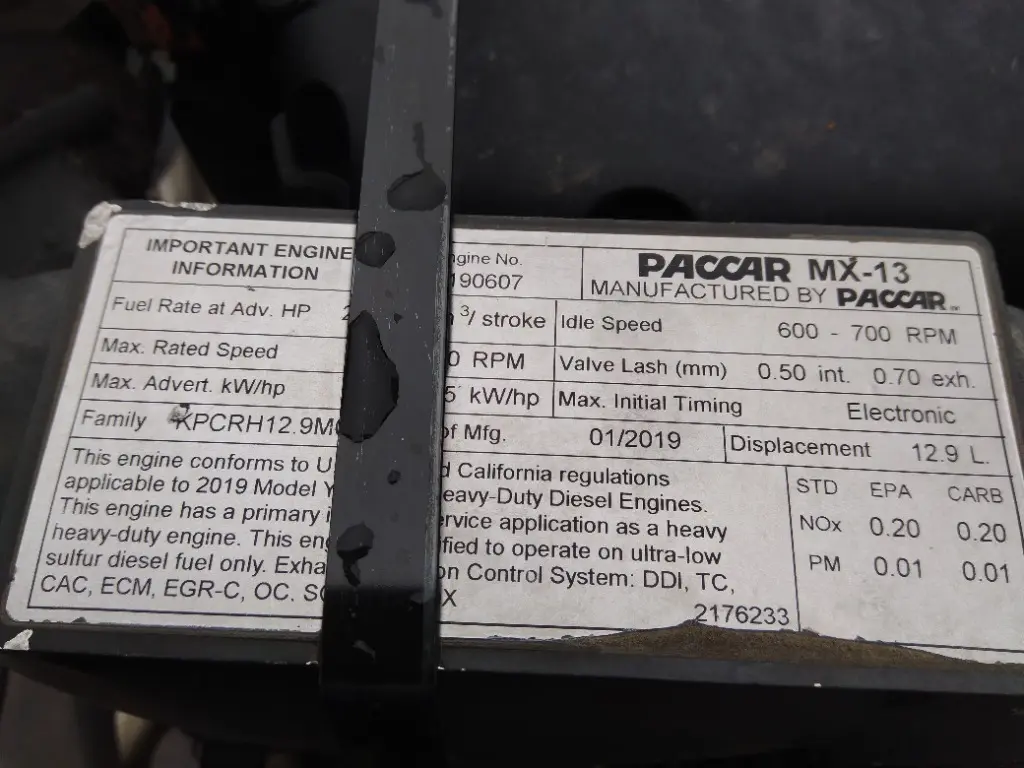 IMPORTANT ENGINE
INFORMATION
ngine No.
190607
PACCAR MX-13
MANUFACTURED BY PACCAR
Fuel Rate at Adv. HP
3/ stroke
Idle Speed 600 - 700 RPM
Max. Rated Speed
0 RPM
Valve Lash (mm) 0.50 int. 0.70 exh.
Max. Advert. kW/hp
5 kW/hp
Max. Initial Timing Electronic
Family KPCRH12.9M
of Mfg. 01/2019
Displacement 12.9 L.
This engine conforms to U d California regulations
applicable to 2019 Model Y eavy-Duty Diesel Engines.
This engine has a primary i ervice application as a heavy
heavy-duty engine. This eng fied to operate on ultra-low
sulfur diesel fuel only. Exha on Control System: DDI, TC,
CAC, ECM, EGR-C, OC. S X
2176233
STD EPA CARB
NOx 0.20 0.20
PM 0.01 0.01